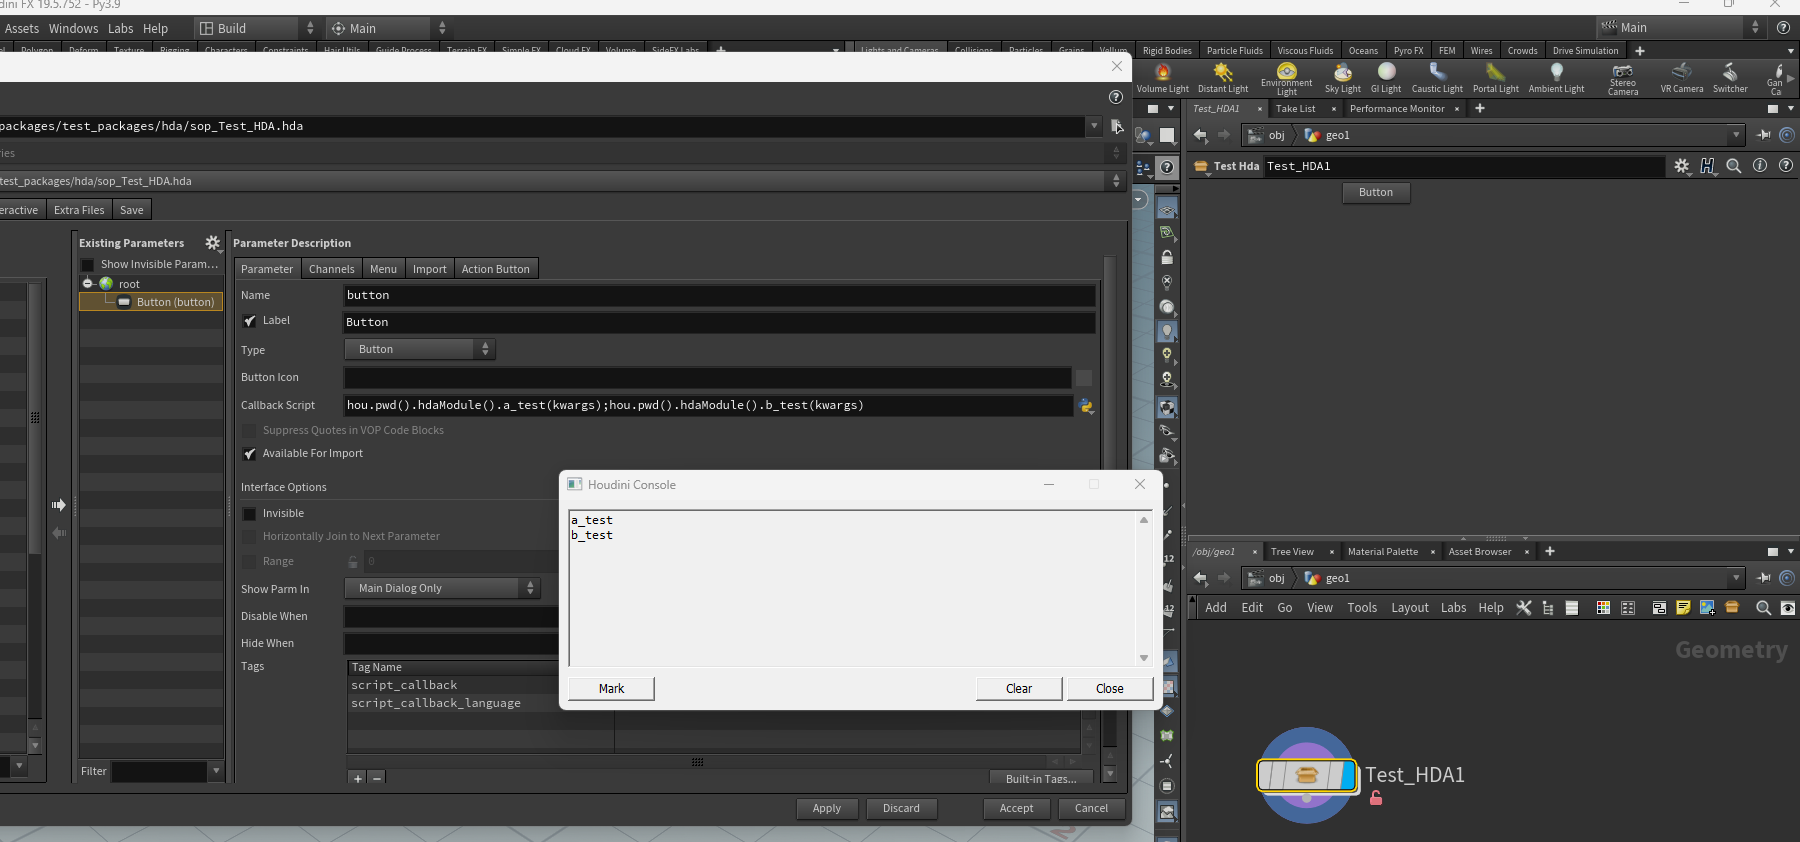 dini FX 19.5.752 - Py3.9
Assets Windows Labs Help Build Main Main
Polygon Deform Texture Rigging Characters Constraints Hair Utils Guide Process Terrain FX Simple FX Cloud FX Volume SideFX Labs
Lights and Cameras Collisions Particles Grains Vellum Rigid Bodies Particle Fluids Viscous Fluids Oceans Pyro FX FEM Wires Crowds Drive Simulation
Volume Light Distant Light Environment Light Sky Light GI Light Caustic Light Portal Light Ambient Light Stereo Camera VR Camera Switcher Gan Ca
packages/test_packages/hda/sop_Test_HDA.hda
ries
test_packages/hda/sop_Test_HDA.hda
eractive Extra Files Save
Existing Parameters
Show Invisible Param...
root
Button (button)
Filter
Parameter Description
Parameter Channels Menu Import Action Button
Name button
Label Button
Type Button
Button Icon
Callback Script hou.pwd().hdaModule().a_test(kwargs);hou.pwd().hdaModule().b_test(kwargs)
Suppress Quotes in VOP Code Blocks
Available For Import
Interface Options
Invisible
Horizontally Join to Next Parameter
Range 0
Show Parm In Main Dialog Only
Disable When
Hide When
Tags Tag Name
script_callback
script_callback_language
Built-in Tags...
Apply Discard Accept Cancel
Houdini Console
a_test
b_test
Mark Clear Close
Test_HDA1 Take List Performance Monitor
obj geo1
Test Hda Test_HDA1
Button
/obj/geo1 Tree View Material Palette Asset Browser
obj geo1
Add Edit Go View Tools Layout Labs Help
Geometry
Test_HDA1
12
12
2